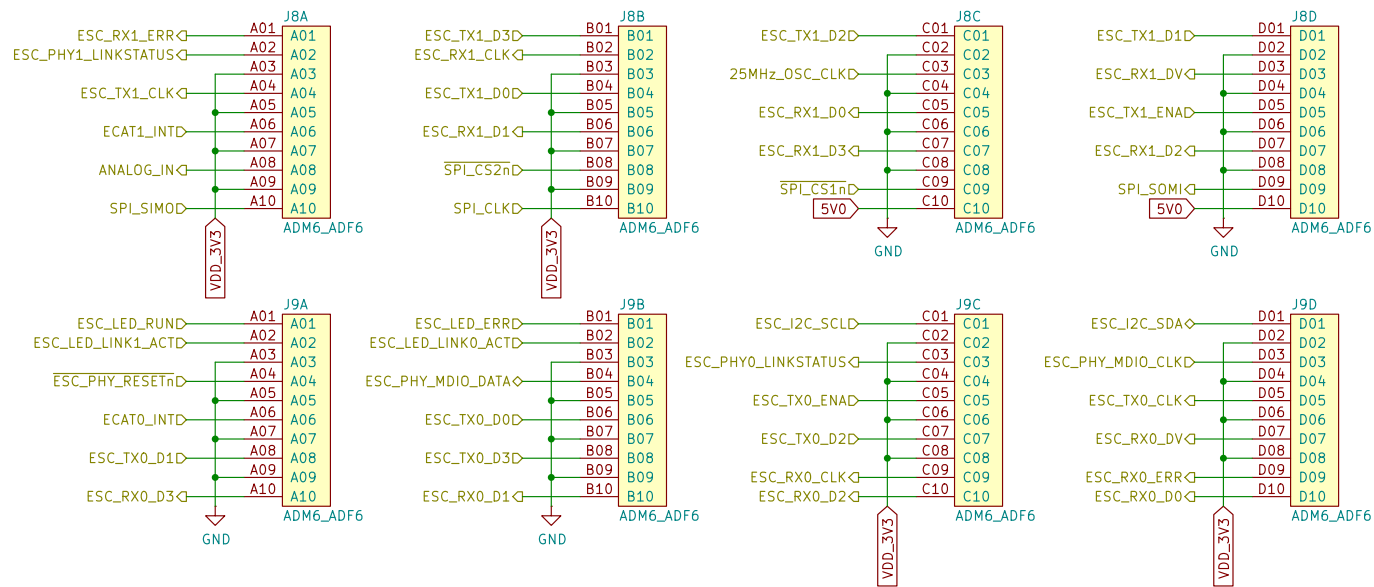 J8A
ESC_RX1_ERR A01 A01
ESC_PHY1_LINKSTATUS A02 A02
A03 A03
ESC_TX1_CLK A04 A04
A05 A05
ECAT1_INT A06 A06
A07 A07
ANALOG_IN A08 A08
A09 A09
SPI_SIMO A10 A10
ADM6_ADF6
VDD_3V3
J8B
ESC_TX1_D3 B01 B01
ESC_RX1_CLK B02 B02
B03 B03
ESC_TX1_D0 B04 B04
B05 B05
ESC_RX1_D1 B06 B06
B07 B07
SPI_CS2n B08 B08
B09 B09
SPI_CLK B10 B10
ADM6_ADF6
VDD_3V3
J8C
ESC_TX1_D2 C01 C01
C02 C02
25MHz_OSC_CLK C03 C03
C04 C04
ESC_RX1_D0 C05 C05
C06 C06
ESC_RX1_D3 C07 C07
C08 C08
SPI_CS1n C09 C09
5V0 C10 C10
ADM6_ADF6
GND
J8D
ESC_TX1_D1 D01 D01
D02 D02
ESC_RX1_DV D03 D03
D04 D04
ESC_TX1_ENA D05 D05
D06 D06
ESC_RX1_D2 D07 D07
D08 D08
SPI_SOMI D09 D09
5V0 D10 D10
ADM6_ADF6
GND
J9A
ESC_LED_RUN A01 A01
ESC_LED_LINK1_ACT A02 A02
A03 A03
ESC_PHY_RESETn A04 A04
A05 A05
ECAT0_INT A06 A06
A07 A07
ESC_TX0_D1 A08 A08
A09 A09
ESC_RX0_D3 A10 A10
ADM6_ADF6
GND
J9B
ESC_LED_ERR B01 B01
ESC_LED_LINK0_ACT B02 B02
B03 B03
ESC_PHY_MDIO_DATA B04 B04
B05 B05
ESC_TX0_D0 B06 B06
B07 B07
ESC_TX0_D3 B08 B08
B09 B09
ESC_RX0_D1 B10 B10
ADM6_ADF6
GND
J9C
ESC_I2C_SCL C01 C01
C02 C02
ESC_PHY0_LINKSTATUS C03 C03
C04 C04
ESC_TX0_ENA C05 C05
C06 C06
ESC_TX0_D2 C07 C07
C08 C08
ESC_RX0_CLK C09 C09
ESC_RX0_D2 C10 C10
ADM6_ADF6
VDD_3V3
J9D
ESC_I2C_SDA D01 D01
D02 D02
ESC_PHY_MDIO_CLK D03 D03
D04 D04
ESC_TX0_CLK D05 D05
D06 D06
ESC_RX0_DV D07 D07
D08 D08
ESC_RX0_ERR D09 D09
ESC_RX0_D0 D10 D10
ADM6_ADF6
VDD_3V3